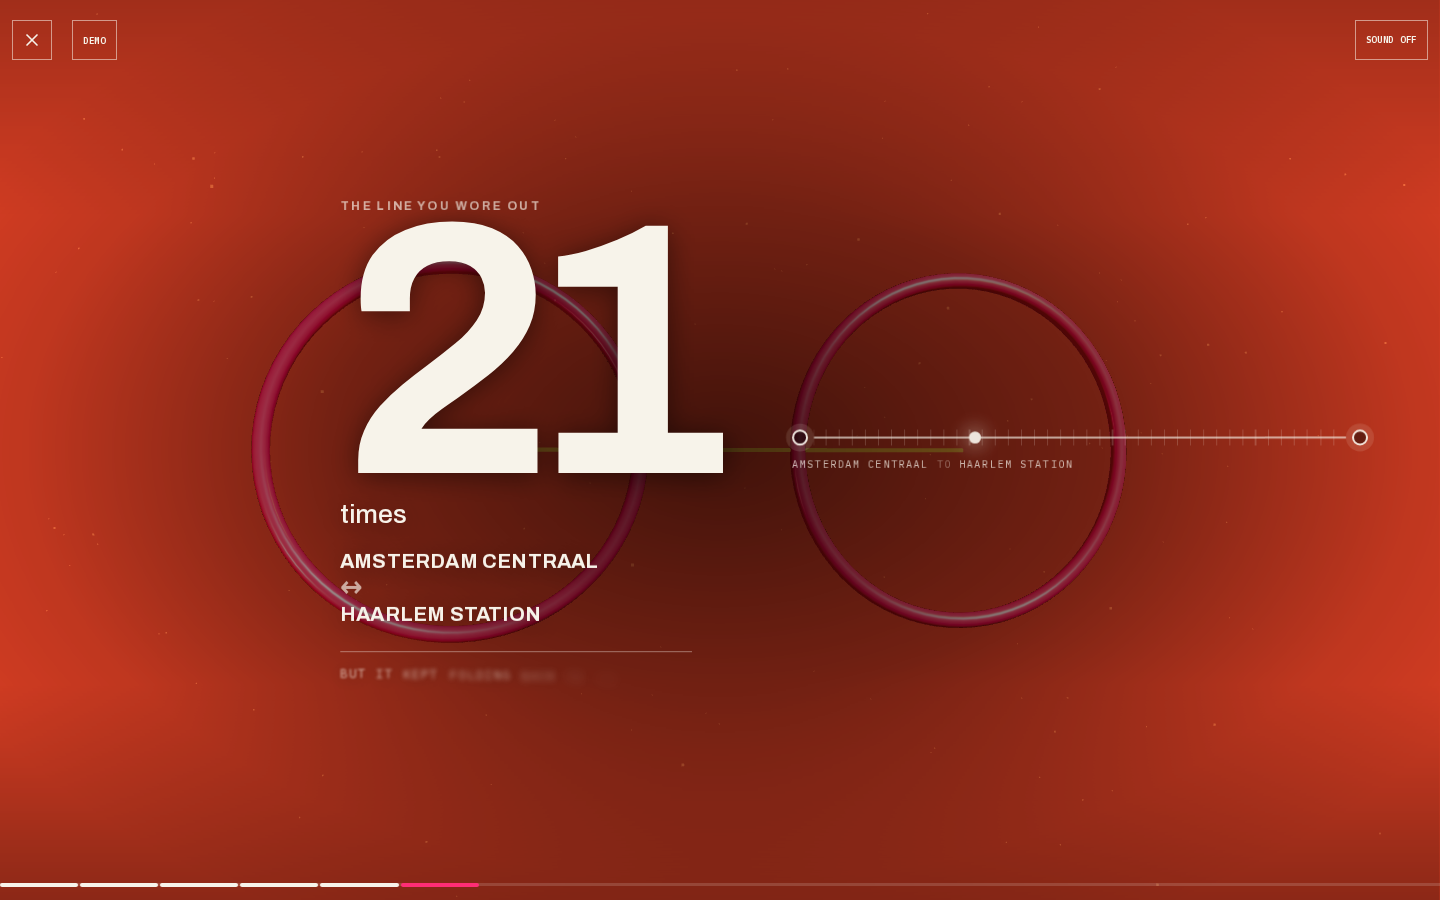 DEMO
SOUND OFF
THE LINE YOU WORE OUT
21
times
AMSTERDAM CENTRAAL
↔
HAARLEM STATION
BUT IT KEPT FOLDING
AMSTERDAM CENTRAAL TO HAARLEM STATION